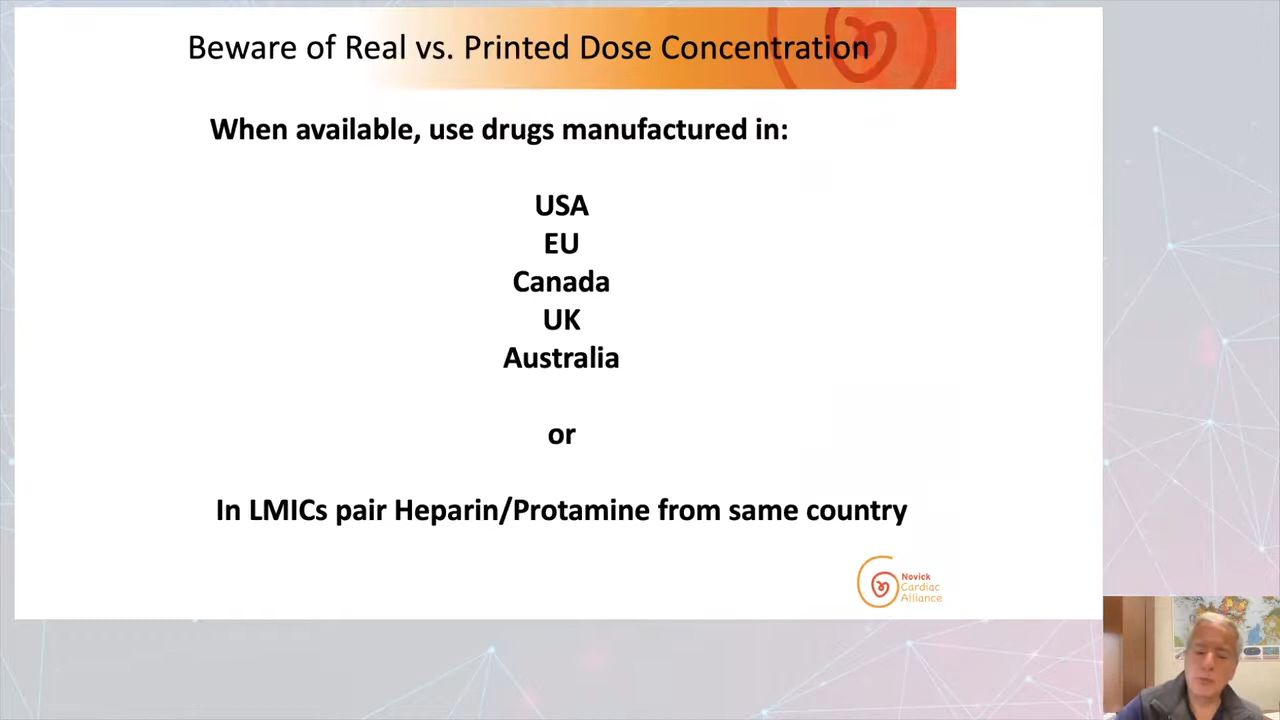 Beware of Real vs. Printed Dose Concentration
When available, use drugs manufactured in:
USA
EU
Canada
UK
Australia
or
In LMICs pair Heparin/Protamine from same country
Novick
Cardiac
Alliance